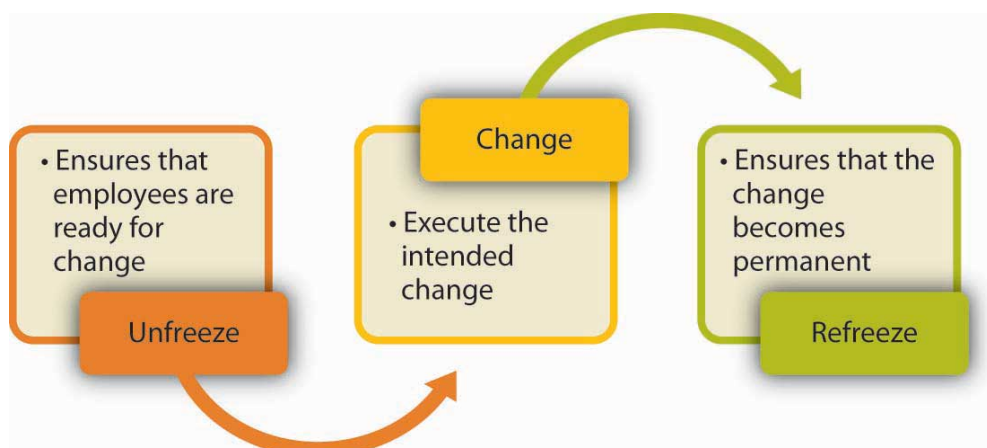 • Ensures that
employees are
ready for
change
Unfreeze
Change
• Execute the
intended
change
• Ensures that the
change
becomes
permanent
Refreeze